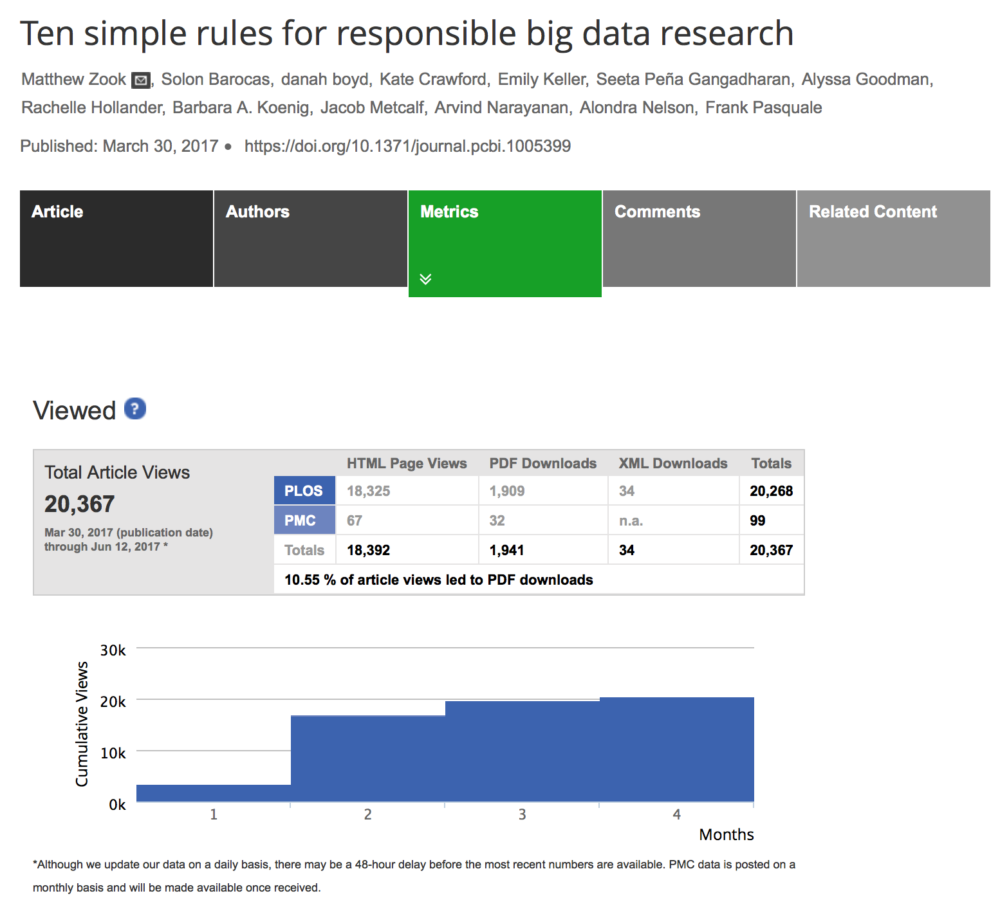 Ten simple rules for responsible big data research
Matthew Zook, Solon Barocas, danah boyd, Kate Crawford, Emily Keller, Seeta Peña Gangadharan, Alyssa Goodman,
Rachelle Hollander, Barbara A. Koenig, Jacob Metcalf, Arvind Narayanan, Alondra Nelson, Frank Pasquale
Published: March 30, 2017 • https://doi.org/10.1371/journal.pcbi.1005399
Article Authors Metrics Comments Related Content
Viewed ?
Total Article Views
20,367
Mar 30, 2017 (publication date)
through Jun 12, 2017 *
HTML Page Views PDF Downloads XML Downloads Totals
PLOS 18,325 1,909 34 20,268
PMC 67 32 n.a. 99
Totals 18,392 1,941 34 20,367
10.55 % of article views led to PDF downloads
Cumulative Views
30k
20k
10k
0k
1 2 3 4
Months
*Although we update our data on a daily basis, there may be a 48-hour delay before the most recent numbers are available. PMC data is posted on a
monthly basis and will be made available once received.